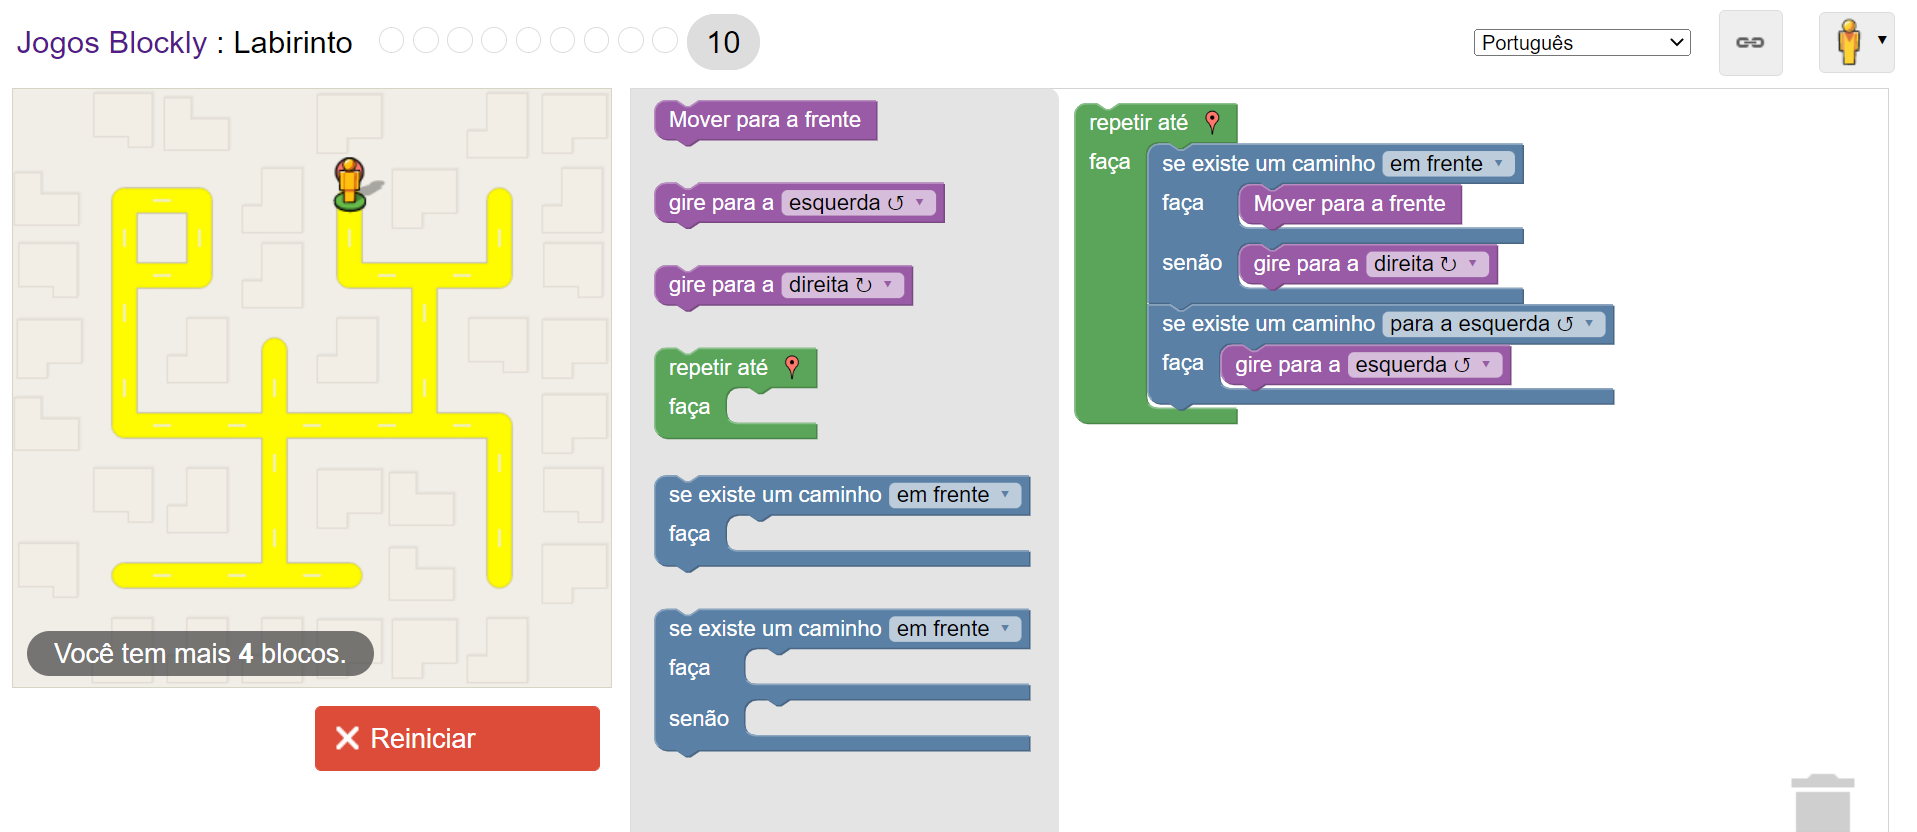 Jogos Blockly : Labirinto 10
Português
Mover para a frente
gire para a esquerda ↺ ▾
gire para a direita ↻ ▾
repetir até
faça
se existe um caminho em frente ▾
faça
se existe um caminho em frente ▾
faça
senão
repetir até
faça
se existe um caminho em frente ▾
faça Mover para a frente
senão gire para a direita ↻ ▾
se existe um caminho para a esquerda ↺ ▾
faça gire para a esquerda ↺ ▾
Você tem mais 4 blocos.
Reiniciar